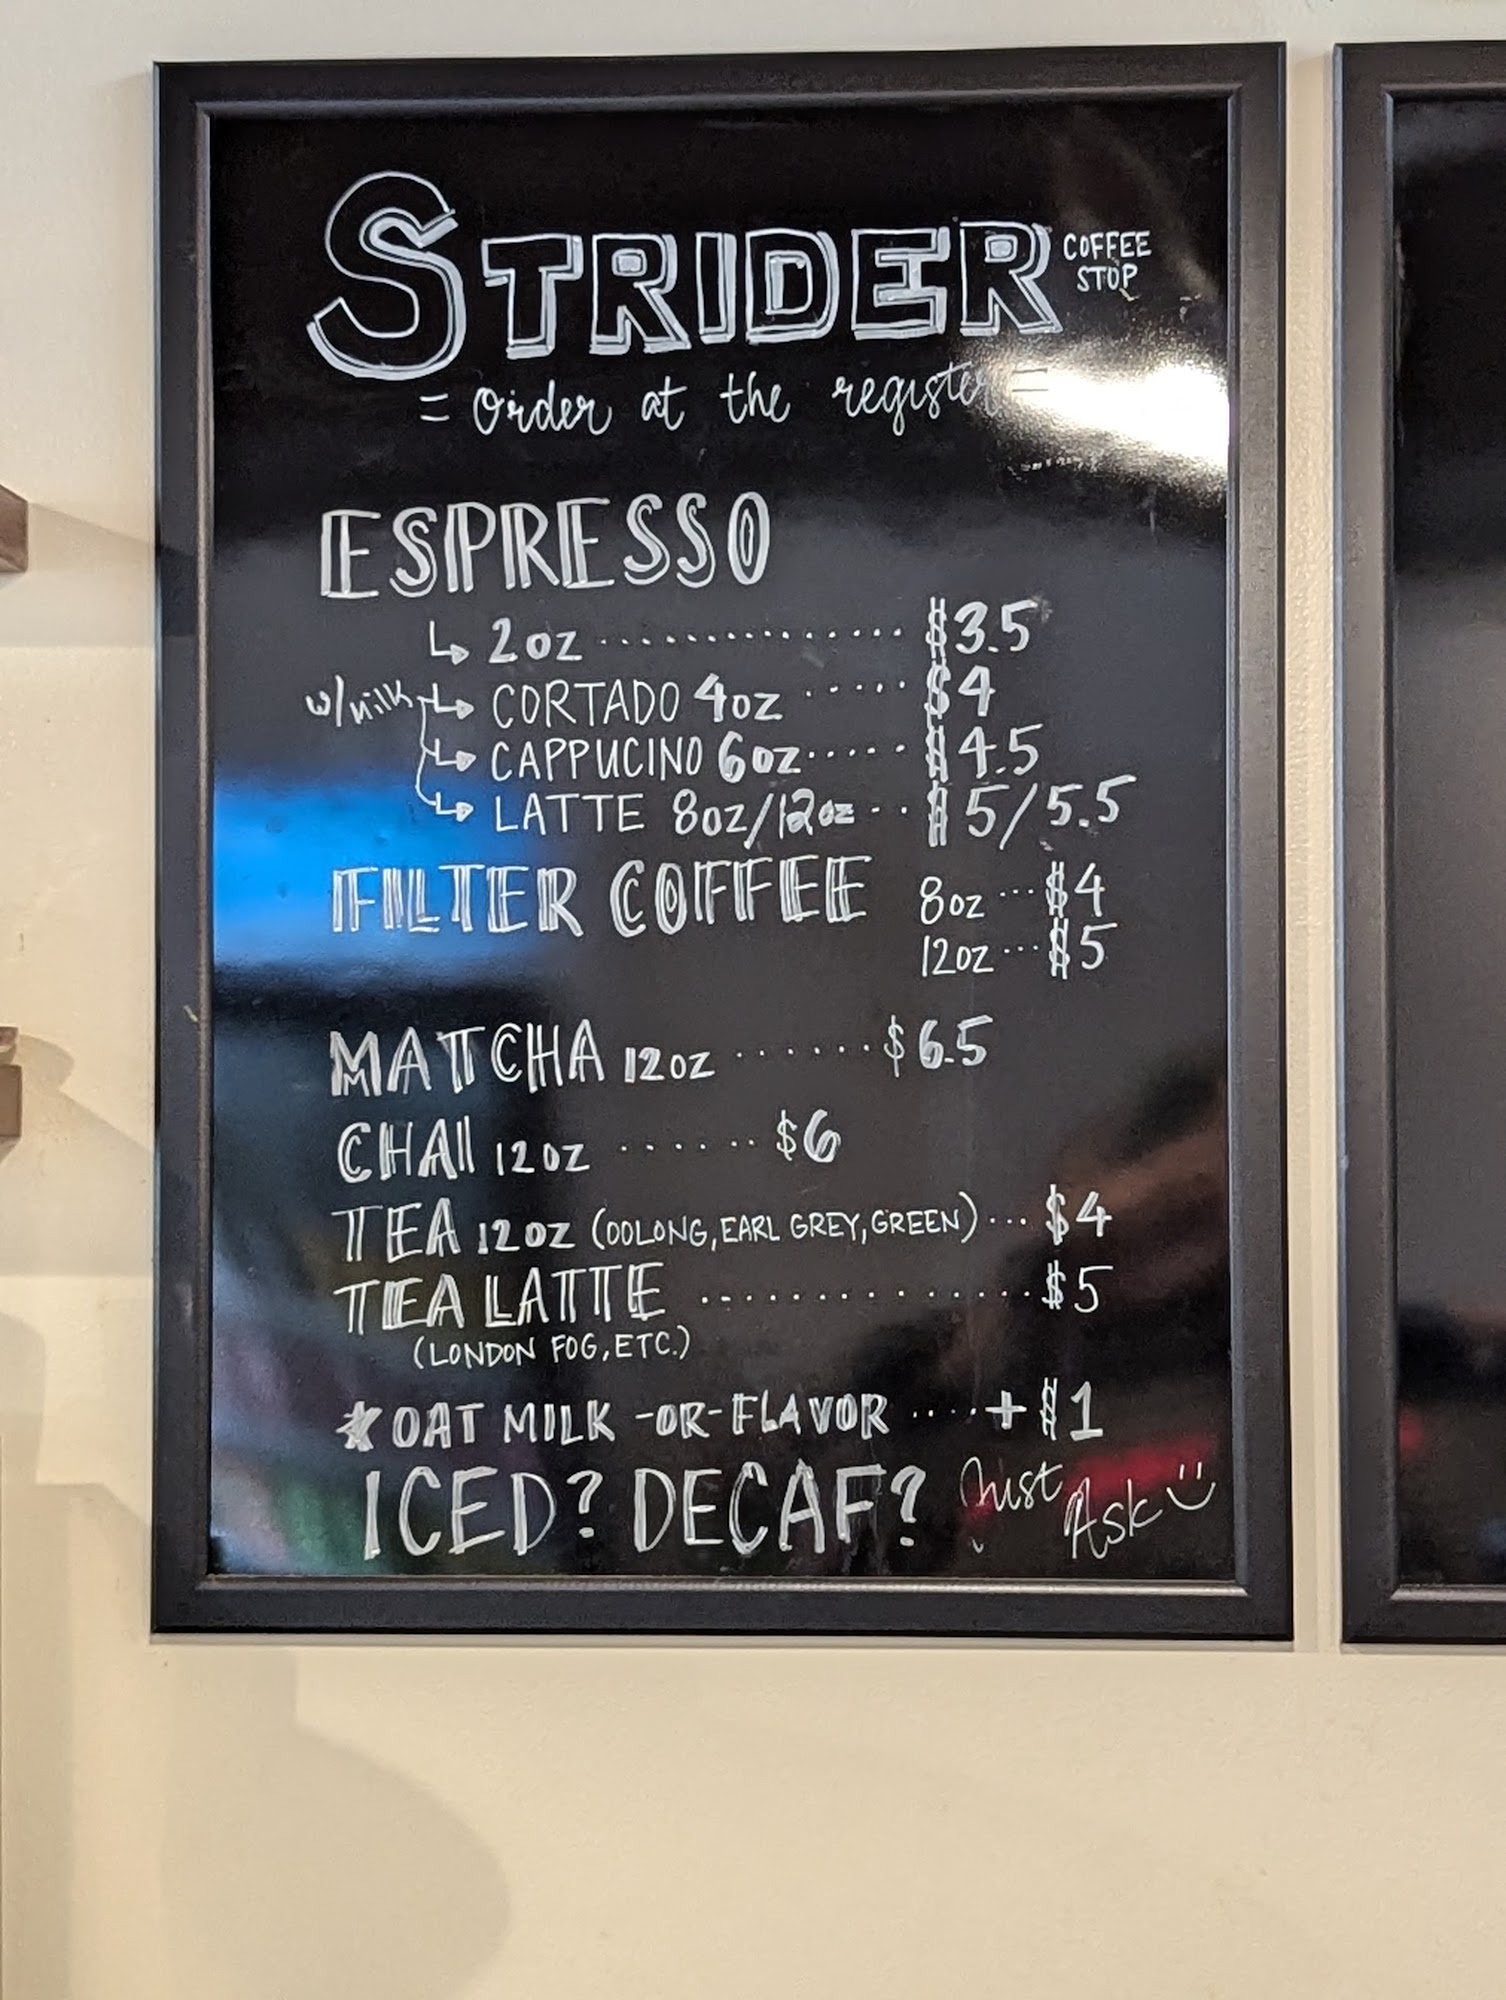 STRIDER COFFEE STOP
= Order at the register =
ESPRESSO
↳ 2oz .............. $3.5
w/milk ↳ CORTADO 4oz ..... $4
↳ CAPPUCINO 6oz ..... $4.5
↳ LATTE 8oz/12oz .. $5/5.5
FILTER COFFEE 8oz ... $4
12oz ... $5
MATCHA 12oz ....... $6.5
CHAI 12oz ...... $6
TEA 12oz (OOLONG, EARL GREY, GREEN) ... $4
TEA LATTE ............... $5
(LONDON FOG, ETC.)
★ OAT MILK -OR- FLAVOR .... + $1
ICED? DECAF? Just Ask :)